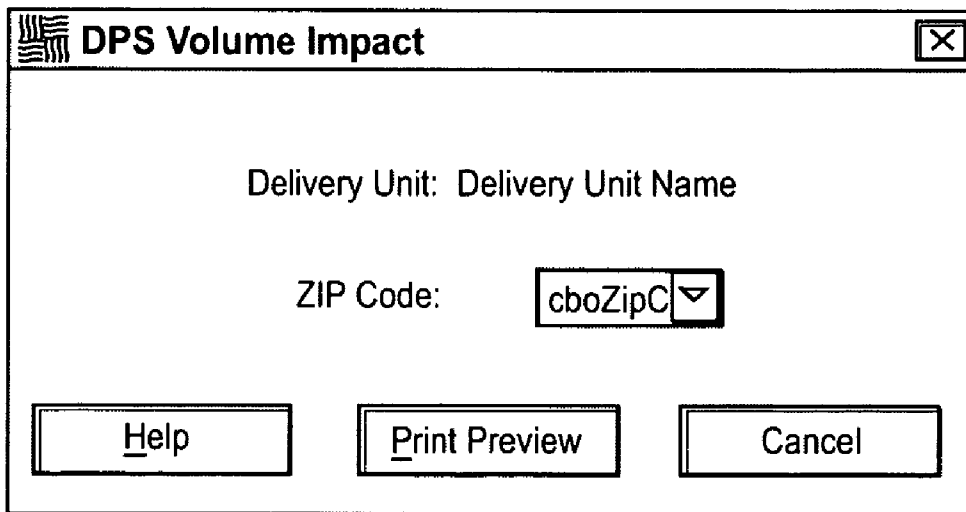 DPS Volume Impact
Delivery Unit: Delivery Unit Name
ZIP Code: cboZipC
Help Print Preview Cancel